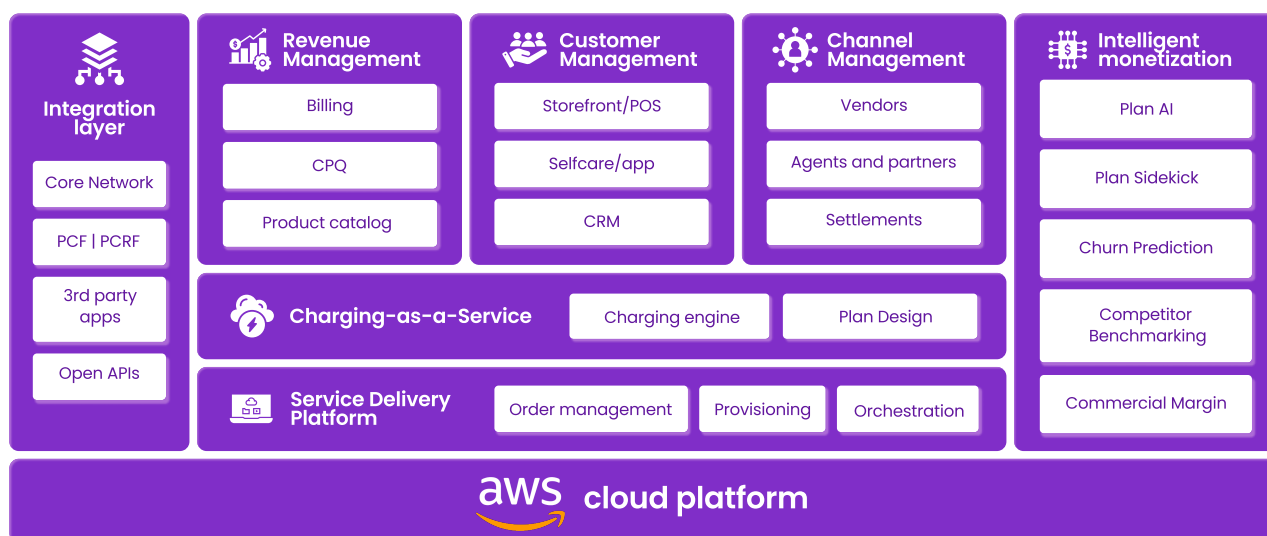 Integration
layer
Core Network
PCF | PCRF
3rd party
apps
Open APIs
Revenue
Management
Billing
CPQ
Product catalog
Customer
Management
Storefront/POS
Selfcare/app
CRM
Channel
Management
Vendors
Agents and partners
Settlements
Charging-as-a-Service
Charging engine
Plan Design
Service Delivery
Platform
Order management
Provisioning
Orchestration
Intelligent
monetization
Plan AI
Plan Sidekick
Churn Prediction
Competitor
Benchmarking
Commercial Margin
aws cloud platform